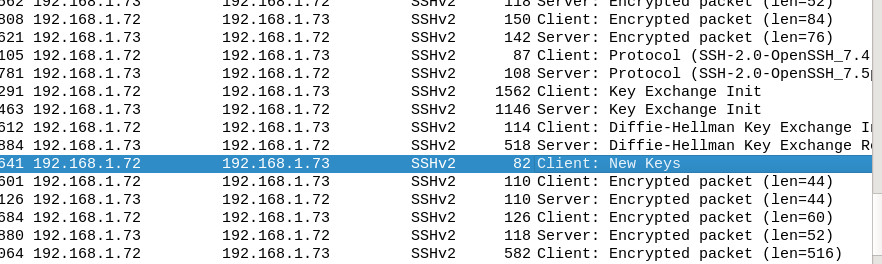 562 192.168.1.73 192.168.1.72 SSHv2 118 Server: Encrypted packet (len=52)
808 192.168.1.72 192.168.1.73 SSHv2 150 Client: Encrypted packet (len=84)
621 192.168.1.73 192.168.1.72 SSHv2 142 Server: Encrypted packet (len=76)
105 192.168.1.72 192.168.1.73 SSHv2 87 Client: Protocol (SSH-2.0-OpenSSH_7.4
781 192.168.1.73 192.168.1.72 SSHv2 108 Server: Protocol (SSH-2.0-OpenSSH_7.5p
291 192.168.1.72 192.168.1.73 SSHv2 1562 Client: Key Exchange Init
463 192.168.1.73 192.168.1.72 SSHv2 1146 Server: Key Exchange Init
612 192.168.1.72 192.168.1.73 SSHv2 114 Client: Diffie-Hellman Key Exchange I
884 192.168.1.73 192.168.1.72 SSHv2 518 Server: Diffie-Hellman Key Exchange R
641 192.168.1.72 192.168.1.73 SSHv2 82 Client: New Keys
601 192.168.1.72 192.168.1.73 SSHv2 110 Client: Encrypted packet (len=44)
126 192.168.1.73 192.168.1.72 SSHv2 110 Server: Encrypted packet (len=44)
684 192.168.1.72 192.168.1.73 SSHv2 126 Client: Encrypted packet (len=60)
880 192.168.1.73 192.168.1.72 SSHv2 118 Server: Encrypted packet (len=52)
064 192.168.1.72 192.168.1.73 SSHv2 582 Client: Encrypted packet (len=516)